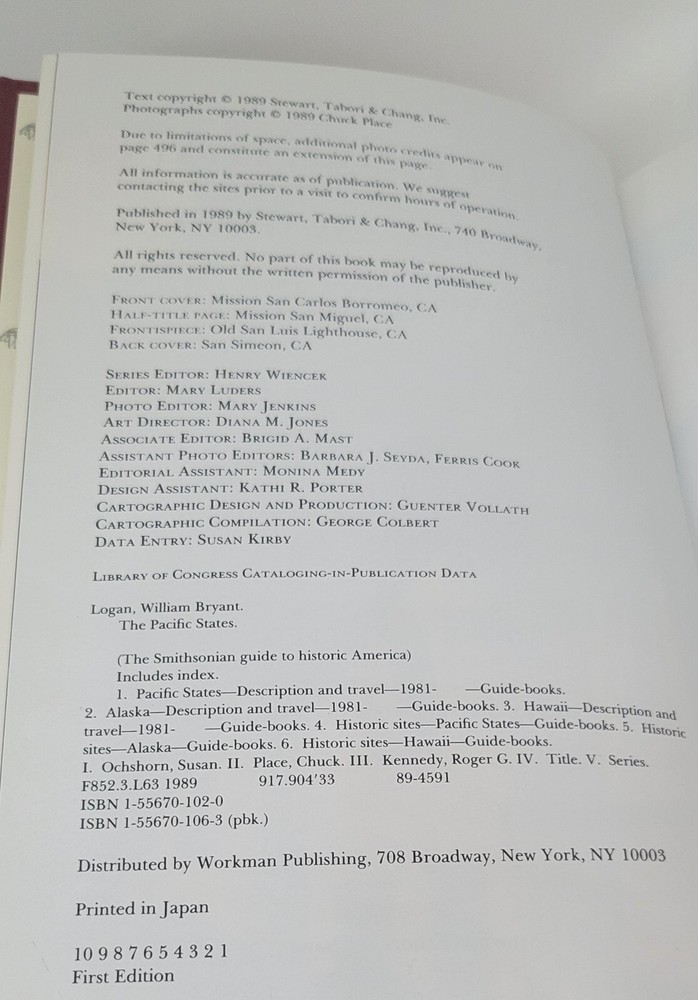 Text copyright © 1989 Stewart, Tabori & Chang, Inc.
Photographs copyright © 1989 Chuck Place
Due to limitations of space, additional photo credits appear on
page 496 and constitute an extension of this page.
All information is accurate as of publication. We suggest
contacting the sites prior to a visit to confirm hours of operation.
Published in 1989 by Stewart, Tabori & Chang, Inc., 740 Broadway,
New York, NY 10003.
All rights reserved. No part of this book may be reproduced by
any means without the written permission of the publisher.
FRONT COVER: Mission San Carlos Borromeo, CA
HALF-TITLE PAGE: Mission San Miguel, CA
FRONTISPIECE: Old San Luis Lighthouse, CA
BACK COVER: San Simeon, CA
SERIES EDITOR: HENRY WIENCEK
EDITOR: MARY LUDERS
PHOTO EDITOR: MARY JENKINS
ART DIRECTOR: DIANA M. JONES
ASSOCIATE EDITOR: BRIGID A. MAST
ASSISTANT PHOTO EDITORS: BARBARA J. SEYDA, FERRIS COOK
EDITORIAL ASSISTANT: MONINA MEDY
DESIGN ASSISTANT: KATHI R. PORTER
CARTOGRAPHIC DESIGN AND PRODUCTION: GUENTER VOLLATH
CARTOGRAPHIC COMPILATION: GEORGE COLBERT
DATA ENTRY: SUSAN KIRBY
LIBRARY OF CONGRESS CATALOGING-IN-PUBLICATION DATA
Logan, William Bryant.
The Pacific States.
(The Smithsonian guide to historic America)
Includes index.
1. Pacific States—Description and travel—1981- —Guide-books.
2. Alaska—Description and travel—1981- —Guide-books. 3. Hawaii—Description and
travel—1981- —Guide-books. 4. Historic sites—Pacific States—Guide-books. 5. Historic
sites—Alaska—Guide-books. 6. Historic sites—Hawaii—Guide-books.
I. Ochshorn, Susan. II. Place, Chuck. III. Kennedy, Roger G. IV. Title. V. Series.
F852.3.L63 1989 917.904'33 89-4591
ISBN 1-55670-102-0
ISBN 1-55670-106-3 (pbk.)
Distributed by Workman Publishing, 708 Broadway, New York, NY 10003
Printed in Japan
10 9 8 7 6 5 4 3 2 1
First Edition